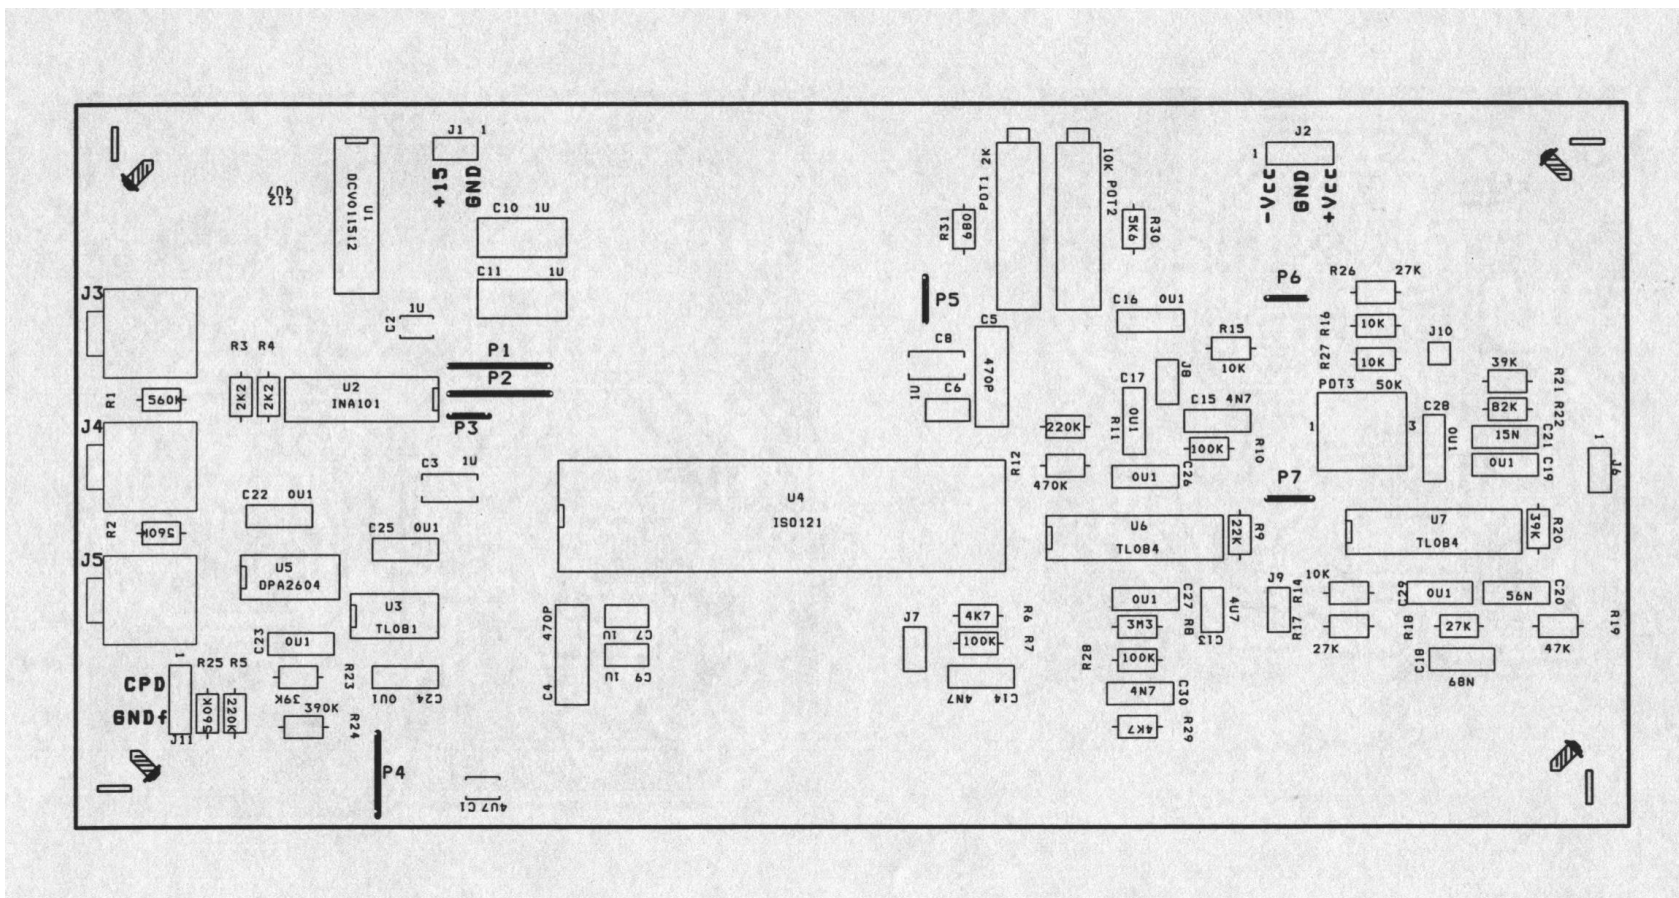 J1 1
+15
GND
C12
4U7
U1
DCV011512
C10 1U
C11 1U
C2
1U
POT1 2K
10K POT2
R31
680
5K6
R30
J2
1
-Vcc
GND
+Vcc
J3
R1
560K
R3 R4
2K2
2K2
U2
INA101
P1
P2
P3
P5
C8
1U
C6
C5
470P
C16 0U1
R15
10K
J8
C17
0U1
R11
C15 4N7
220K
470K
R12
100K
R10
0U1
C26
P6
R26 27K
R16
10K
R27
10K
J10
POT3 50K
1
3
C28
0U1
39K
R21
82K
R22
15N
C21
0U1
C19
1
J6
P7
J4
R2
560K
C3 1U
C22 0U1
C25 0U1
U4
ISO121
U6
TL084
22K
R9
U7
TL084
39K
R20
J5
U5
OPA2604
U3
TL081
C23
0U1
470P
C4
C7
1U
C9
1U
J7
4K7
R6
100K
R7
4N7
C14
0U1
C27
3M3
R8
R28
100K
4N7
C30
4K7
R29
4U7
C13
J9
R14
10K
R17
27K
C29
0U1
56N
C20
R18
27K
C18
68N
47K
R19
1
CPD
GNDf
J11
R25 R5
560K
220K
39K
R23
390K
R24
0U1
C24
P4
4U7
C1